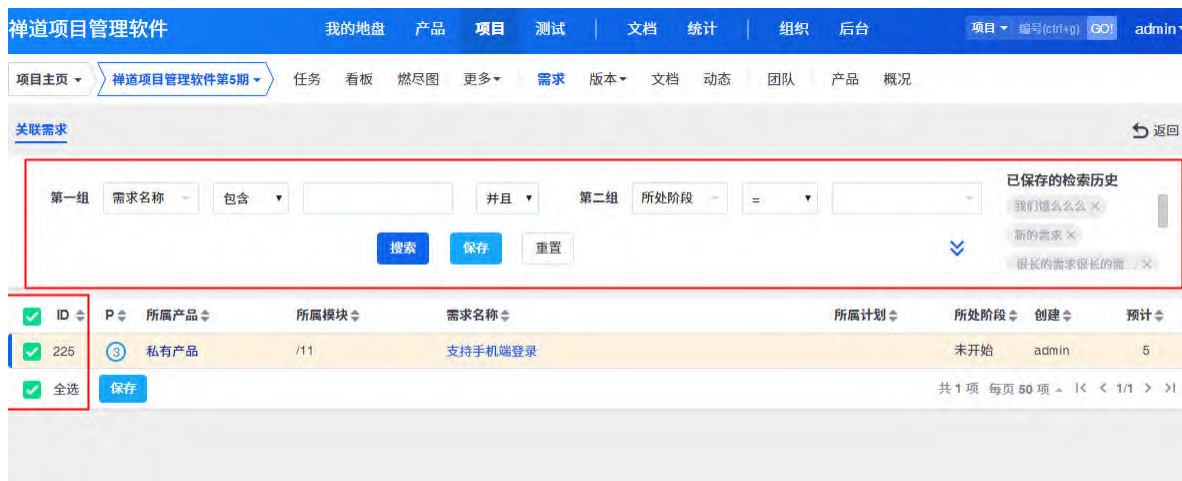 禅道项目管理软件 我的地盘 产品 项目 测试 文档 统计 组织 后台 项目 编号(ctrl+g) GO! admin
项目主页 禅道项目管理软件第5期 任务 看板 燃尽图 更多 需求 版本 文档 动态 团队 产品 概况
关联需求 返回
已保存的检索历史
第一组 需求名称 包含 并且 第二组 所处阶段 =
我们馗么么么 ×
新的需求 ×
搜索 保存 重置
很长的需求很长的需... ×
ID P 所属产品 所属模块 需求名称 所属计划 所处阶段 创建 预计
225 3 私有产品 /11 支持手机端登录 未开始 admin 5
全选 保存 共 1 项 每页 50 项 1/1